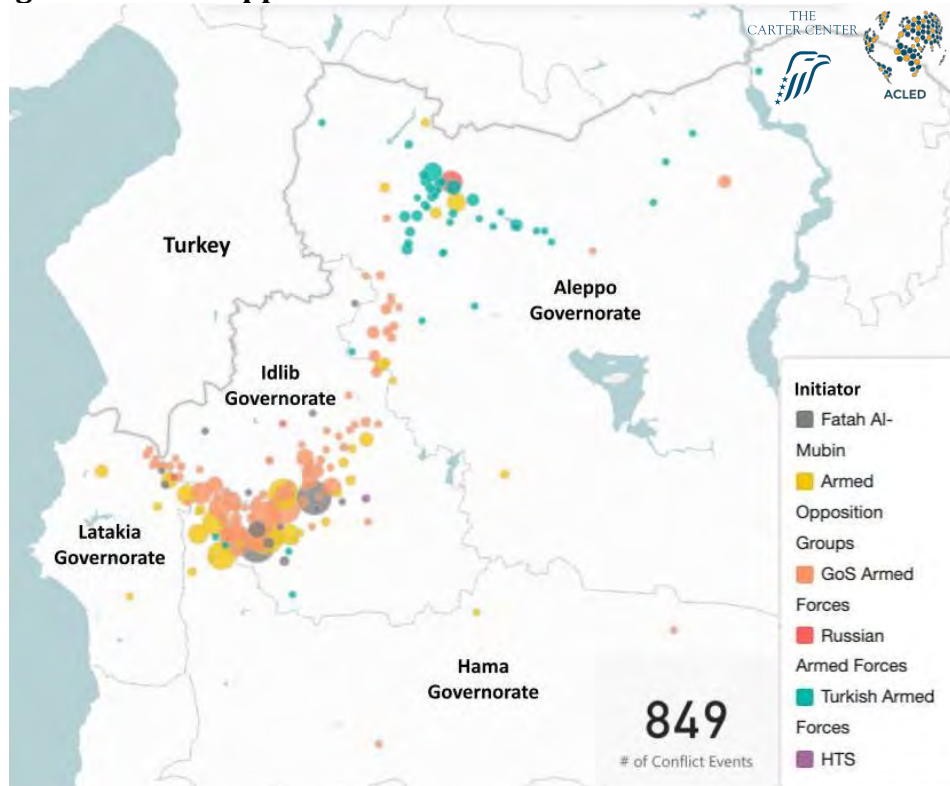 THE
CARTER CENTER
ACLED
Turkey
Aleppo
Governorate
Idlib
Governorate
Latakia
Governorate
Hama
Governorate
849
# of Conflict Events
Initiator
Fatah Al-
Mubin
Armed
Opposition
Groups
GoS Armed
Forces
Russian
Armed Forces
Turkish Armed
Forces
HTS